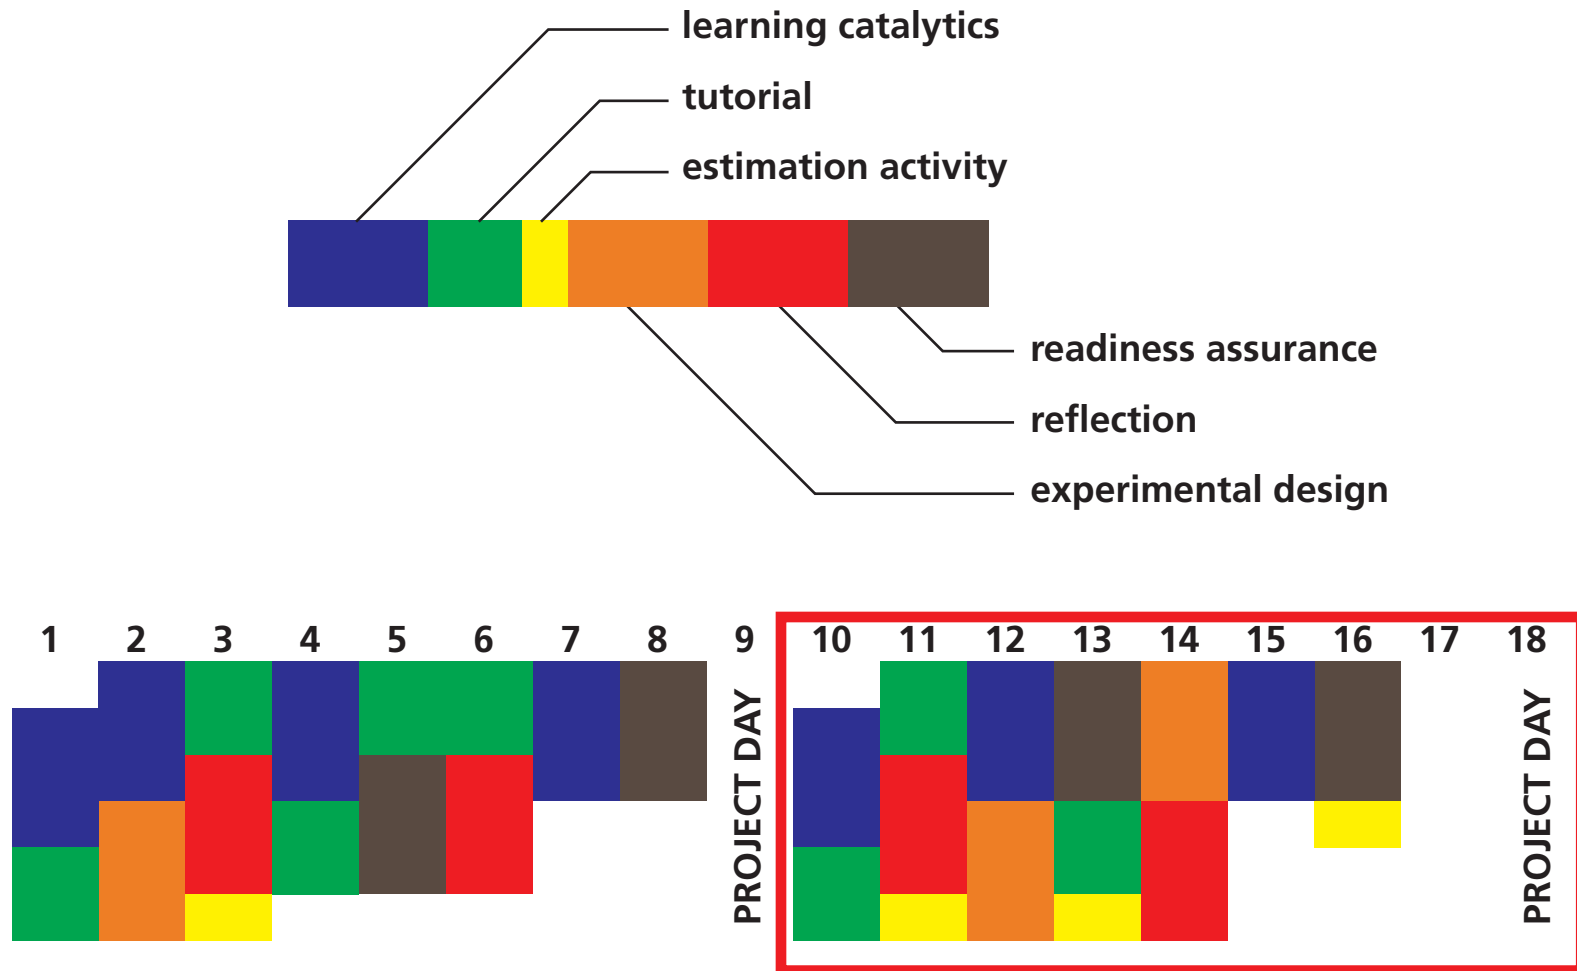 learning catalytics
tutorial
estimation activity
readiness assurance
reflection
experimental design
1 2 3 4 5 6 7 8 9 10 11 12 13 14 15 16 17 18
PROJECT DAY
PROJECT DAY